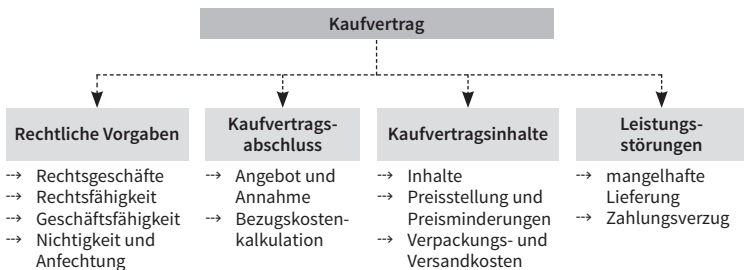 Kaufvertrag
Rechtliche Vorgaben
⇢ Rechtsgeschäfte
⇢ Rechtsfähigkeit
⇢ Geschäftsfähigkeit
⇢ Nichtigkeit und
Anfechtung
Kaufvertrags-
abschluss
⇢ Angebot und
Annahme
⇢ Bezugskosten-
kalkulation
Kaufvertragsinhalte
⇢ Inhalte
⇢ Preisstellung und
Preisminderungen
⇢ Verpackungs- und
Versandkosten
Leistungs-
störungen
⇢ mangelhafte
Lieferung
⇢ Zahlungsverzug